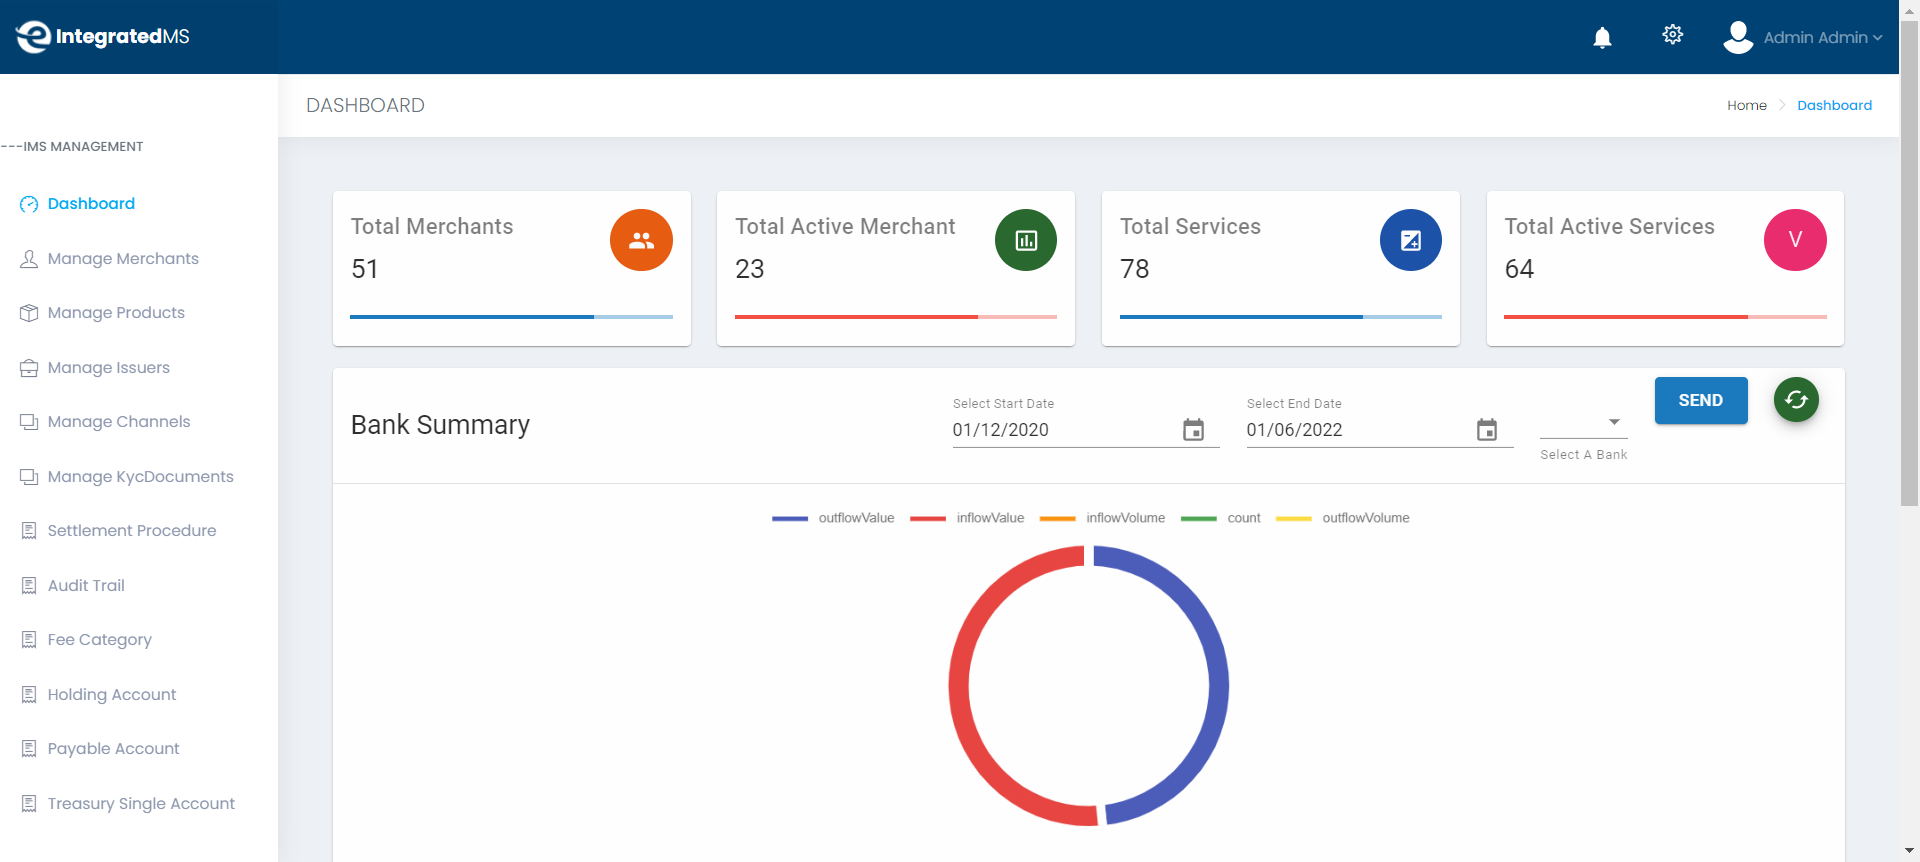 IntegratedMS
Admin Admin
DASHBOARD
Home
Dashboard
---IMS MANAGEMENT
Dashboard
Manage Merchants
Manage Products
Manage Issuers
Manage Channels
Manage KycDocuments
Settlement Procedure
Audit Trail
Fee Category
Holding Account
Payable Account
Treasury Single Account
Total Merchants
51
Total Active Merchant
23
Total Services
78
Total Active Services
64
V
Bank Summary
Select Start Date
01/12/2020
Select End Date
01/06/2022
Select A Bank
SEND
outflowValue
inflowValue
inflowVolume
count
outflowVolume